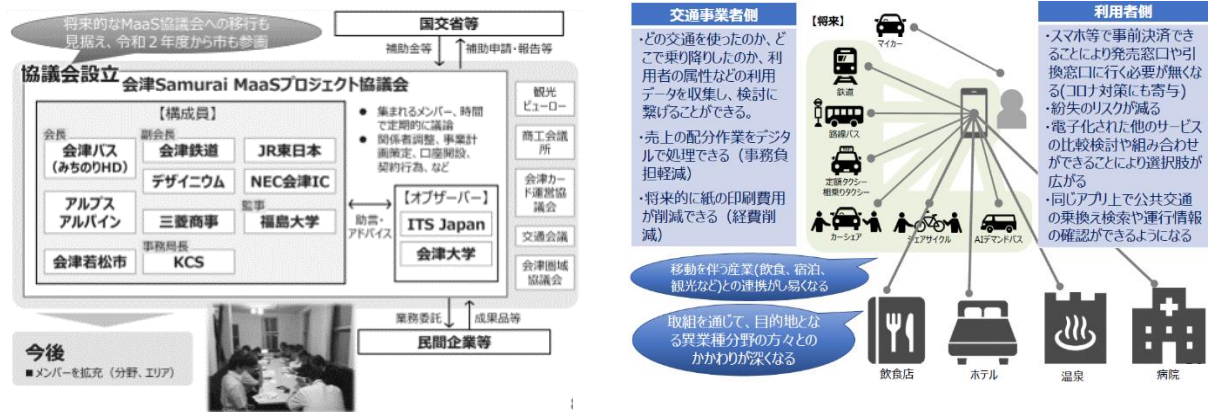 将来的なMaaS協議会への移行も
見据え、令和２年度から市も参画
国交省等
補助金等
補助申請・報告等
協議会設立
会津Samurai MaaSプロジェクト協議会
【構成員】
会長
会津バス
(みちのりHD)
副会長
会津鉄道
JR東日本
デザイニウム
NEC会津IC
アルプス
アルパイン
三菱商事
監事
福島大学
会津若松市
事務局長
KCS
● 集まれるメンバー、時間
で定期的に議論
● 関係者調整、事業計
画策定、口座開設、
契約行為、など
助言・
アドバイス
【オブザーバー】
ITS Japan
会津大学
観光
ビューロー
商工会議
所
会津カー
ド運営協
議会
交通会議
会津圏域
協議会
業務委託
成果品等
民間企業等
今後
■メンバーを拡充（分野、エリア）
交通事業者側
・どの交通を使ったのか、ど
こで乗り降りしたのか、利
用者の属性などの利用
データを収集し、検討に
繋げることができる。
・売上の配分作業をデジタ
ルで処理できる（事務負
担軽減）
・将来的に紙の印刷費用
が削減できる（経費削
減）
【将来】
マイカー
鉄道
路線バス
定額タクシー
相乗りタクシー
カーシェア
シェアサイクル
AIデマンドバス
利用者側
・スマホ等で事前決済でき
ることにより発売窓口や引
換窓口に行く必要が無くな
る(コロナ対策にも寄与)
・紛失のリスクが減る
・電子化された他のサービス
の比較検討や組み合わせ
ができることにより選択肢が
広がる
・同じアプリ上で公共交通
の乗換え検索や運行情報
の確認ができるようになる
移動を伴う産業(飲食、宿泊、
観光など)との連携がし易くなる
取組を通じて、目的地とな
る異業種分野の方々との
かかわりが深くなる
飲食店
ホテル
温泉
病院